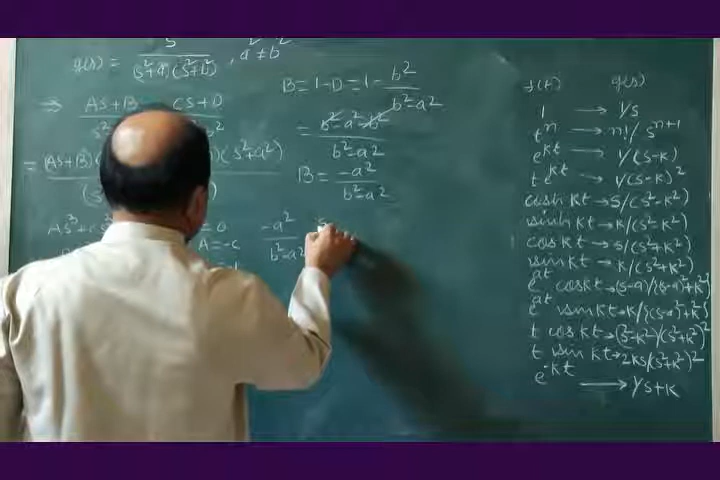 g(s) = s²/(s²+a²)(s²+b²), a²≠b²
⇒ As+B/s² Cs+D
= As+B)( )(s²+a²)
As³+ =0
A=-c
B=1-D=1- b²/b²-a²
= b²-a²-b²/b²-a²
B= -a²/b²-a²
-a²/b²-a²
f(t) g(s)
1 → 1/s
tⁿ → n!/sⁿ⁺¹
e^kt → 1/(s-k)
te^kt → 1/(s-k)²
cosh kt → s/(s²-k²)
sinh kt → k/(s²-k²)
cos kt → s/(s²+k²)
sin kt → k/(s²+k²)
e^at cos kt → (s-a)/{(s-a)²+k²}
e^at sin kt → k/{(s-a)²+k²}
t cos kt → (s²-k²)/(s²+k²)²
t sin kt → 2ks/(s²+k²)²
e^-kt → 1/s+k